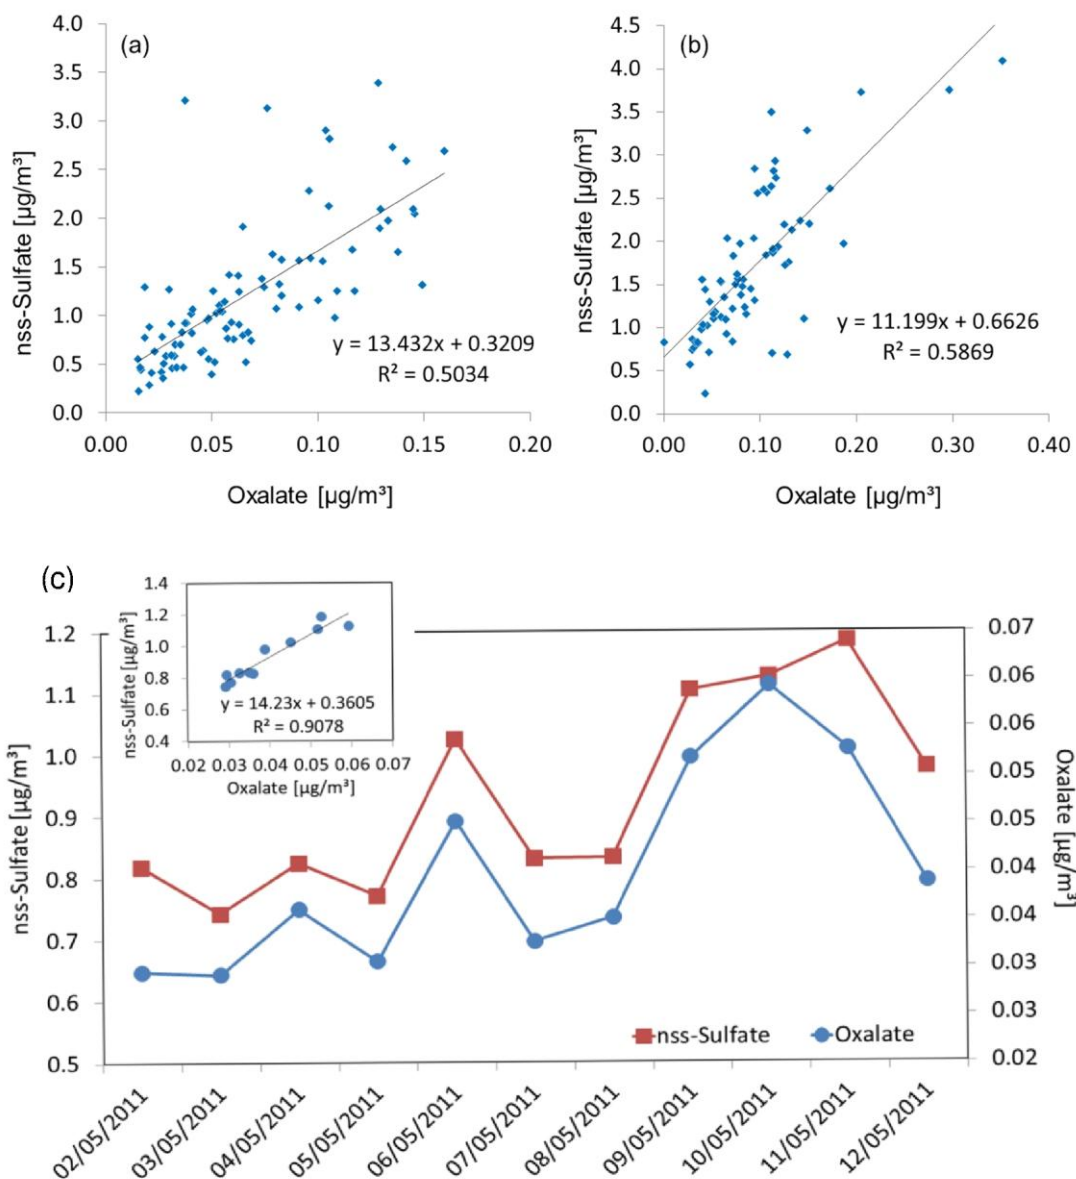 (a)
4.0
3.5
3.0
2.5
2.0
1.5
1.0
0.5
0.0
nss-Sulfate [µg/m³]
y = 13.432x + 0.3209
R² = 0.5034
0.00 0.05 0.10 0.15 0.20
Oxalate [µg/m³]
(b)
4.5
4.0
3.5
3.0
2.5
2.0
1.5
1.0
0.5
0.0
nss-Sulfate [µg/m³]
y = 11.199x + 0.6626
R² = 0.5869
0.00 0.10 0.20 0.30 0.40
Oxalate [µg/m³]
(c)
1.4
1.2
1.0
0.8
0.6
0.4
nss-Sulfate [µg/m³]
y = 14.23x + 0.3605
R² = 0.9078
0.02 0.03 0.04 0.05 0.06 0.07
Oxalate [µg/m³]
1.2
1.1
1.0
0.9
0.8
0.7
0.6
0.5
nss-Sulfate [µg/m³]
0.07
0.06
0.06
0.05
0.05
0.04
0.04
0.03
0.03
0.02
Oxalate
[µg/m³]
nss-Sulfate Oxalate
02/05/2011
03/05/2011
04/05/2011
05/05/2011
06/05/2011
07/05/2011
08/05/2011
09/05/2011
10/05/2011
11/05/2011
12/05/2011